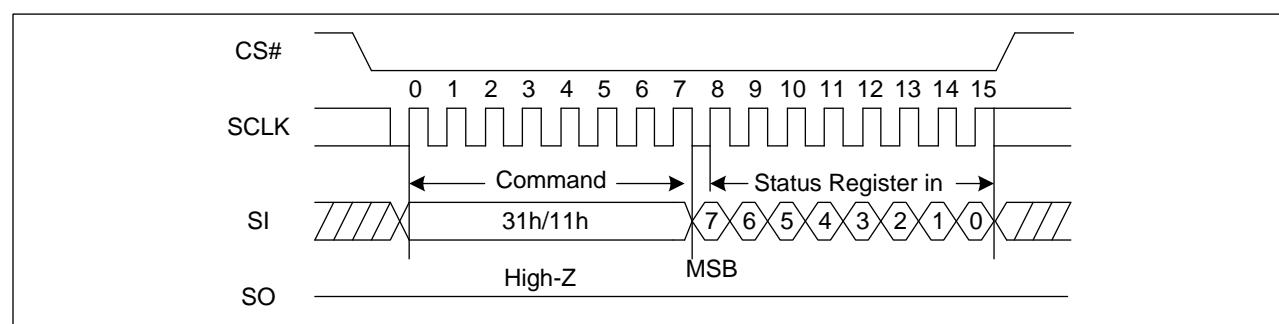 CS#
0 1 2 3 4 5 6 7 8 9 10 11 12 13 14 15
SCLK
Command Status Register in
SI 31h/11h 7 6 5 4 3 2 1 0
High-Z MSB
SO